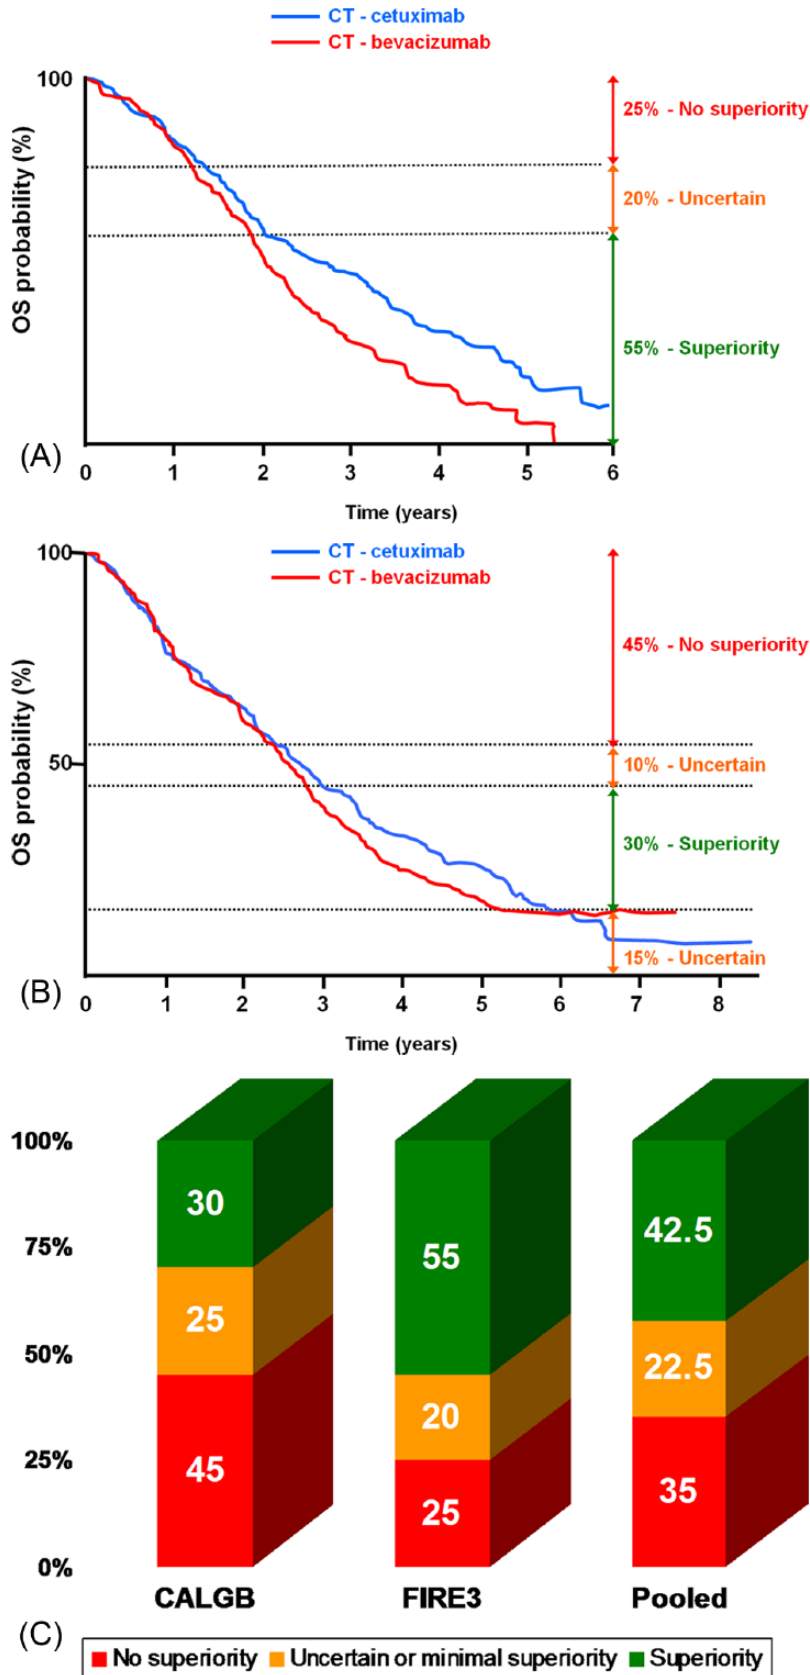 CT - cetuximab
CT - bevacizumab
100
OS probability (%)
25% - No superiority
20% - Uncertain
55% - Superiority
(A)
0 1 2 3 4 5 6
Time (years)
CT - cetuximab
CT - bevacizumab
100
50
OS probability (%)
45% - No superiority
10% - Uncertain
30% - Superiority
15% - Uncertain
(B)
0 1 2 3 4 5 6 7 8
Time (years)
100%
75%
50%
25%
0%
30
25
45
55
20
25
42.5
22.5
35
CALGB FIRE3 Pooled
(C)
No superiority Uncertain or minimal superiority Superiority